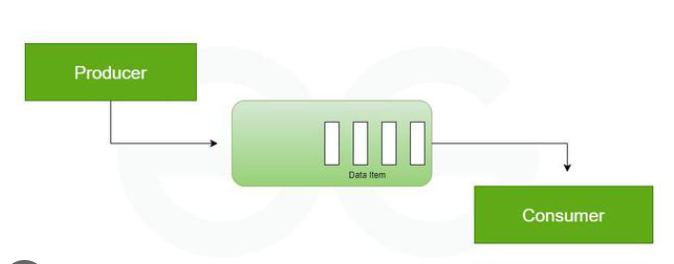 Producer
Data Item
Consumer